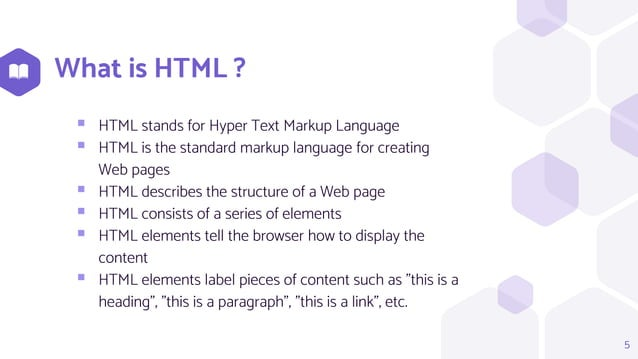 What is HTML ?
▪ HTML stands for Hyper Text Markup Language
▪ HTML is the standard markup language for creating
Web pages
▪ HTML describes the structure of a Web page
▪ HTML consists of a series of elements
▪ HTML elements tell the browser how to display the
content
▪ HTML elements label pieces of content such as "this is a
heading", "this is a paragraph", "this is a link", etc.
5